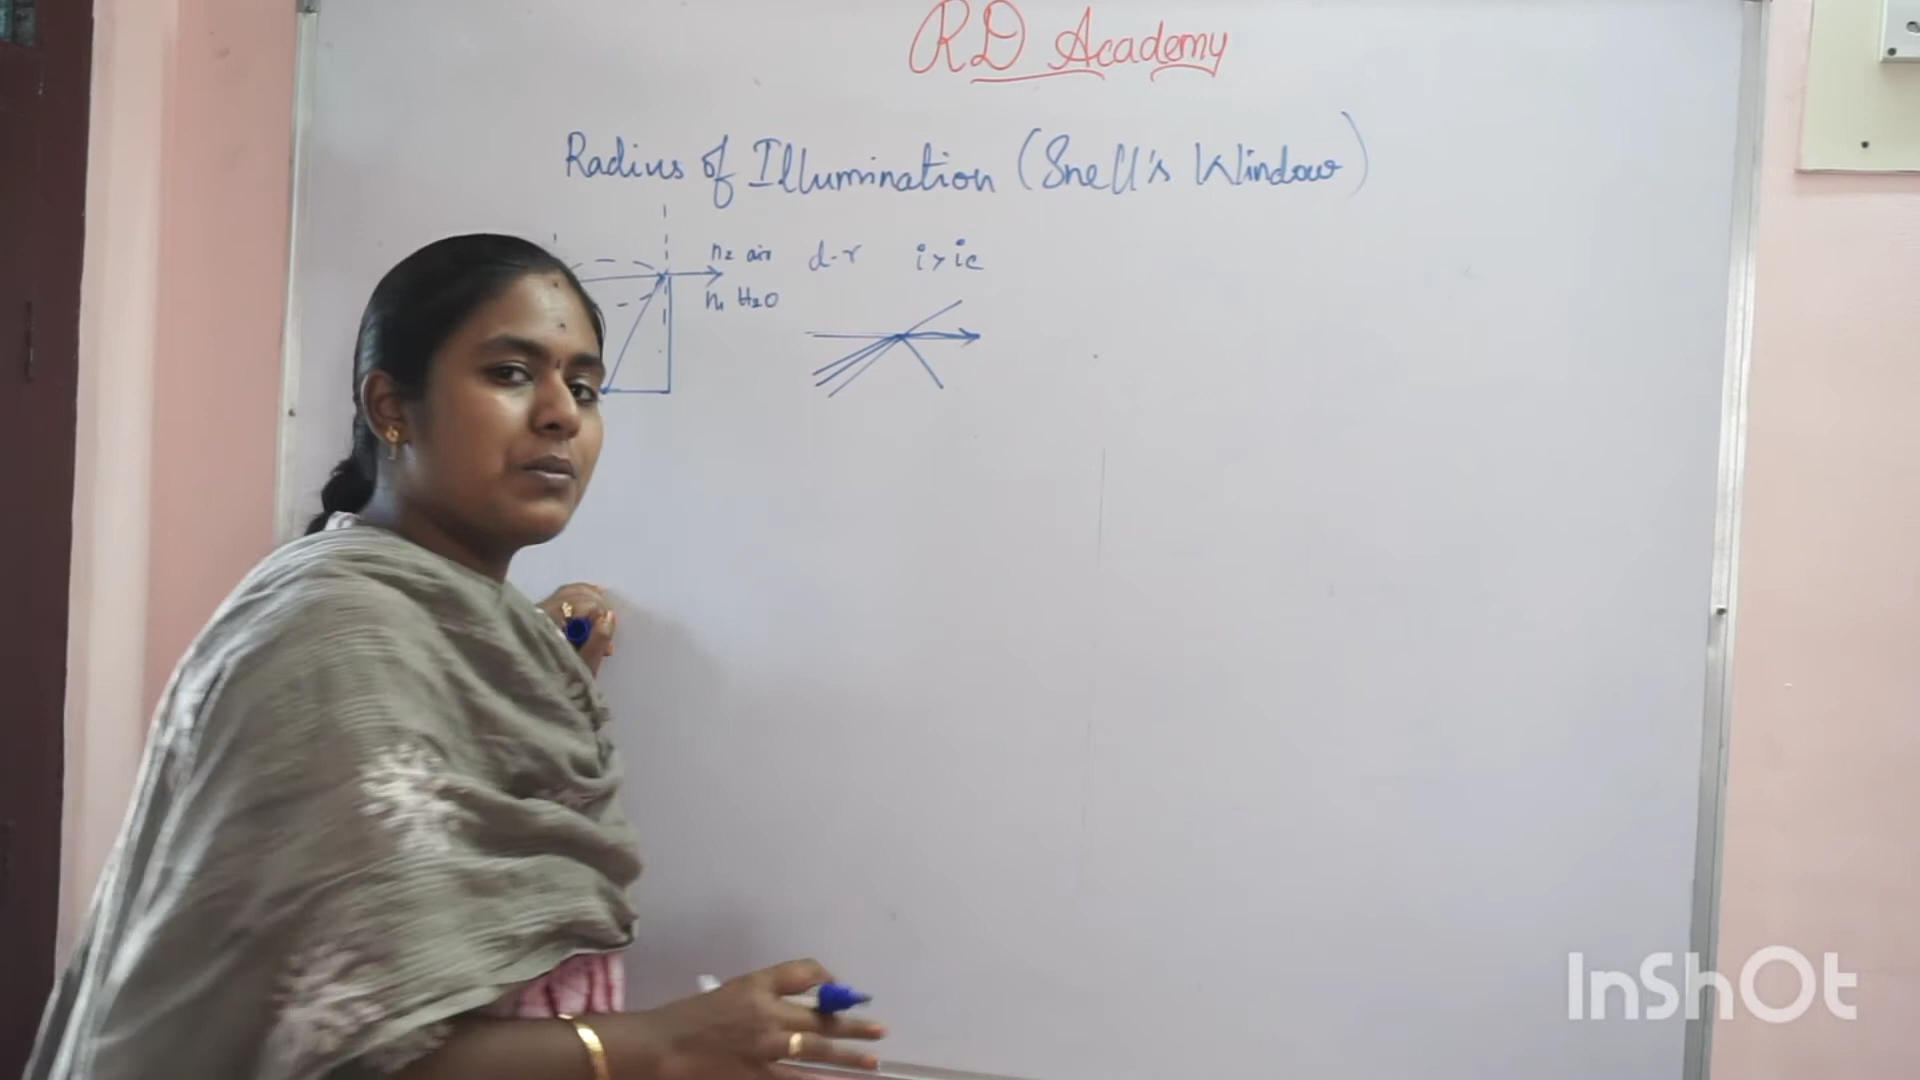 RD Academy
Radius of Illumination (Snell's Window)
n₂ air d-r i>ic
n₁ H₂O
InShOt